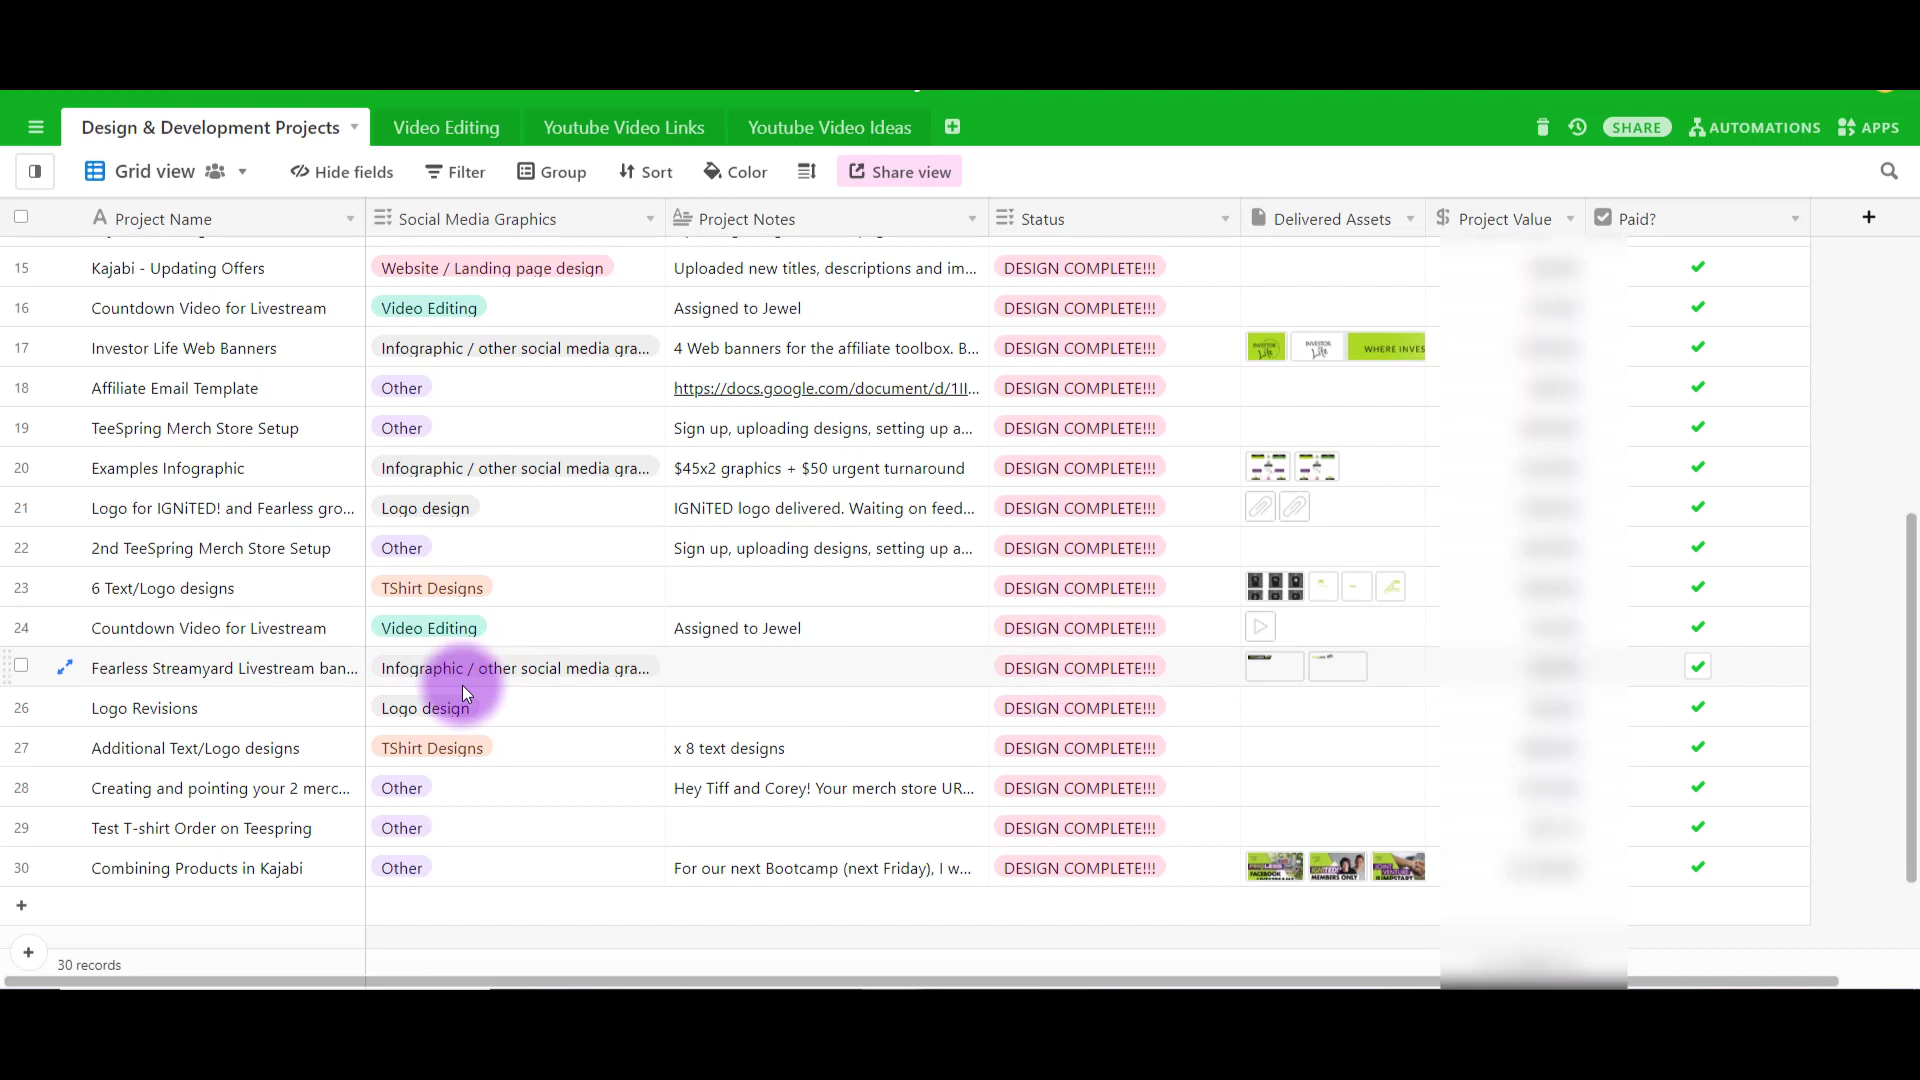 Design & Development Projects Video Editing Youtube Video Links Youtube Video Ideas SHARE AUTOMATIONS APPS
Grid view Hide fields Filter Group Sort Color Share view
Project Name Social Media Graphics Project Notes Status Delivered Assets Project Value Paid?
15 Kajabi - Updating Offers Website / Landing page design Uploaded new titles, descriptions and im... DESIGN COMPLETE!!!
16 Countdown Video for Livestream Video Editing Assigned to Jewel DESIGN COMPLETE!!!
17 Investor Life Web Banners Infographic / other social media gra... 4 Web banners for the affiliate toolbox. B... DESIGN COMPLETE!!! INVESTOR Life INVESTOR Life WHERE INVES
18 Affiliate Email Template Other https://docs.google.com/document/d/1II... DESIGN COMPLETE!!!
19 TeeSpring Merch Store Setup Other Sign up, uploading designs, setting up a... DESIGN COMPLETE!!!
20 Examples Infographic Infographic / other social media gra... $45x2 graphics + $50 urgent turnaround DESIGN COMPLETE!!!
21 Logo for IGNiTED! and Fearless gro... Logo design IGNiTED logo delivered. Waiting on feed... DESIGN COMPLETE!!!
22 2nd TeeSpring Merch Store Setup Other Sign up, uploading designs, setting up a... DESIGN COMPLETE!!!
23 6 Text/Logo designs TShirt Designs DESIGN COMPLETE!!!
24 Countdown Video for Livestream Video Editing Assigned to Jewel DESIGN COMPLETE!!!
Fearless Streamyard Livestream ban... Infographic / other social media gra... DESIGN COMPLETE!!!
26 Logo Revisions Logo design DESIGN COMPLETE!!!
27 Additional Text/Logo designs TShirt Designs x 8 text designs DESIGN COMPLETE!!!
28 Creating and pointing your 2 merc... Other Hey Tiff and Corey! Your merch store UR... DESIGN COMPLETE!!!
29 Test T-shirt Order on Teespring Other DESIGN COMPLETE!!!
30 Combining Products in Kajabi Other For our next Bootcamp (next Friday), I w... DESIGN COMPLETE!!! FACEBOOK MEMBERS ONLY JUMPSTART
30 records